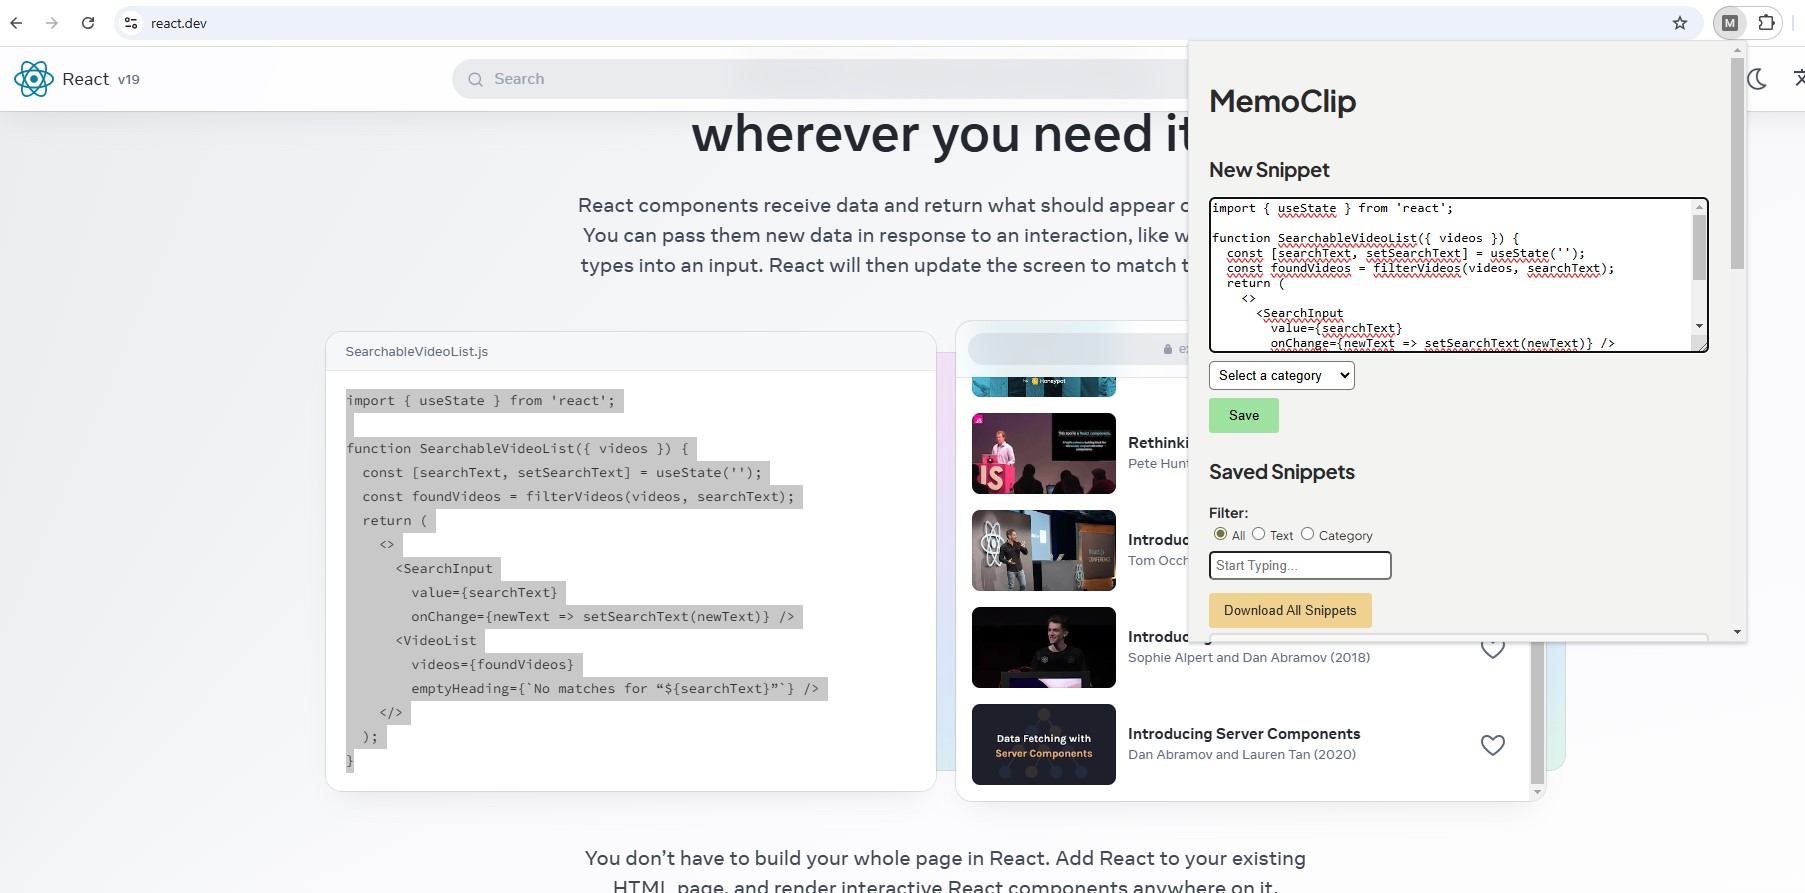 react.dev
M
React v19
Search
wherever you need it
React components receive data and return what should appear
You can pass them new data in response to an interaction, like
types into an input. React will then update the screen to match
SearchableVideoList.js
import { useState } from 'react';
function SearchableVideoList({ videos }) {
const [searchText, setSearchText] = useState('');
const foundVideos = filterVideos(videos, searchText);
return (
<>
<SearchInput
value={searchText}
onChange={newText => setSearchText(newText)} />
<VideoList
videos={foundVideos}
emptyHeading={`No matches for “${searchText}”`} />
</>
);
}
Honeypot
JS
Rethinki
Pete Hunt
Introduc
Tom Occh
Introducing
Sophie Alpert and Dan Abramov (2018)
Data Fetching with
Server Components
Introducing Server Components
Dan Abramov and Lauren Tan (2020)
You don’t have to build your whole page in React. Add React to your existing
HTML page, and render interactive React components anywhere on it.
MemoClip
New Snippet
import { useState } from 'react';
function SearchableVideoList({ videos }) {
const [searchText, setSearchText] = useState('');
const foundVideos = filterVideos(videos, searchText);
return (
<>
<SearchInput
value={searchText}
onChange={newText => setSearchText(newText)} />
Select a category
Save
Saved Snippets
Filter:
All Text Category
Start Typing...
Download All Snippets